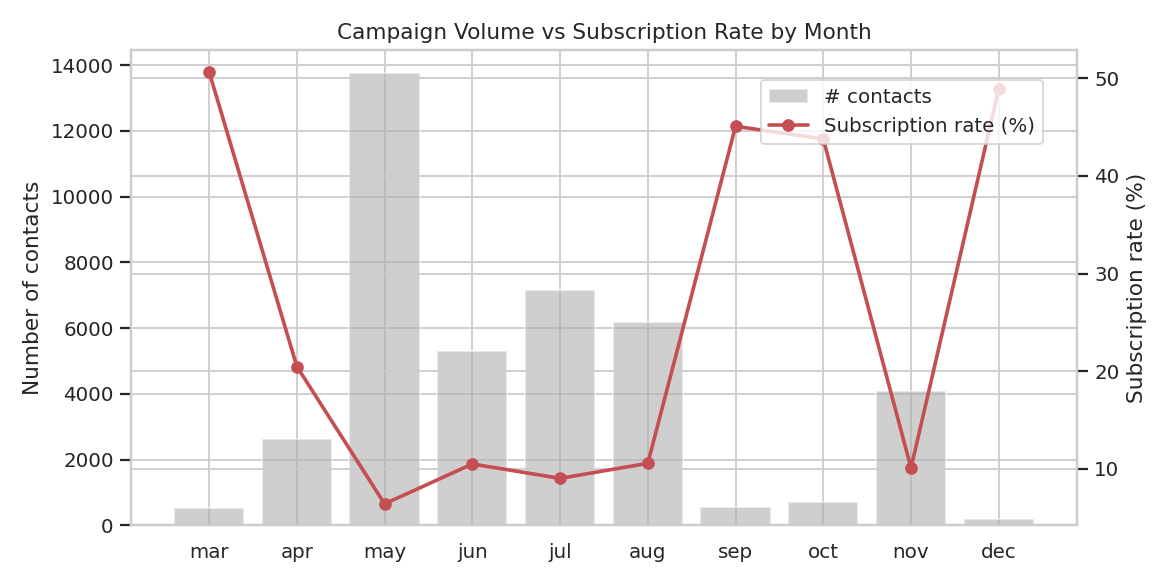 Campaign Volume vs Subscription Rate by Month
14000
12000
10000
8000
6000
4000
2000
0
Number of contacts
50
40
30
20
10
Subscription rate (%)
# contacts
Subscription rate (%)
mar apr may jun jul aug sep oct nov dec